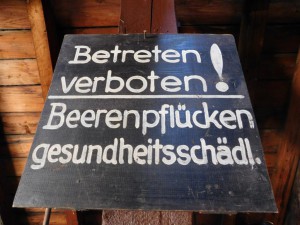 Betreten
verboten!
Beerenpflücken
gesundheitsschädl.